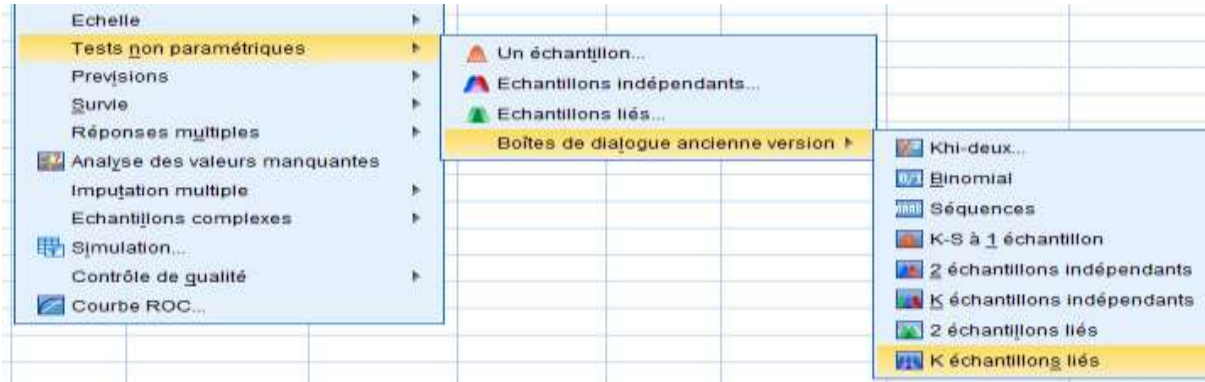 Echelle
Tests non paramétriques
Previsions
Survie
Réponses multiples
Analyse des valeurs manquantes
Imputation multiple
Echantillons complexes
Simulation...
Contrôle de qualité
Courbe ROC...
Un échantillon...
Echantillons indépendants...
Echantillons liés...
Boîtes de dialogue ancienne version
Khi-deux...
Binomial
Séquences
K-S à 1 échantillon
2 échantillons indépendants
K échantillons indépendants
2 échantillons liés
K échantillons liés